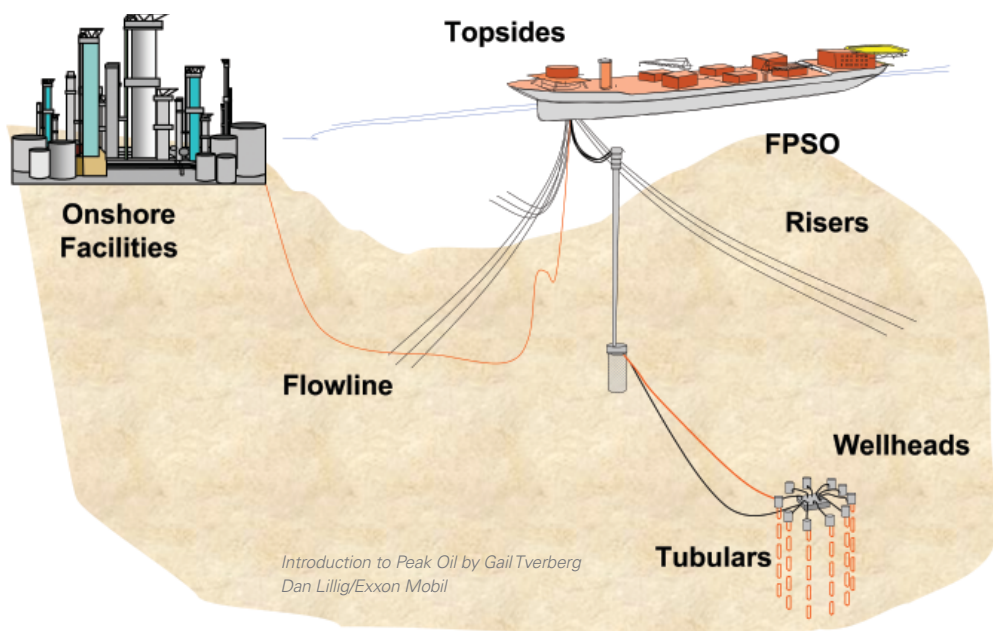 Topsides
FPSO
Onshore
Facilities
Risers
Flowline
Wellheads
Tubulars
Introduction to Peak Oil by Gail Tverberg
Dan Lillig/Exxon Mobil